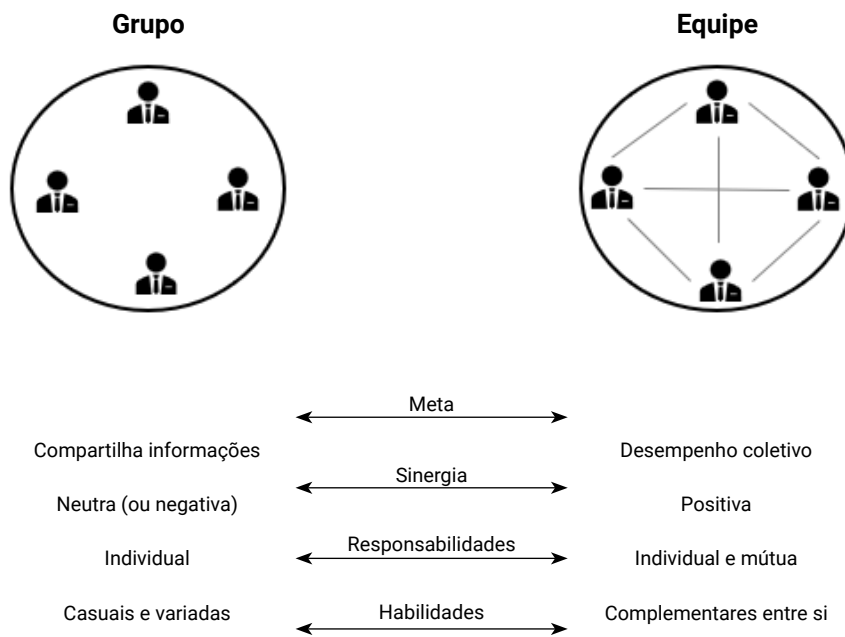 Grupo
Equipe
Meta
Compartilha informações
Desempenho coletivo
Sinergia
Neutra (ou negativa)
Positiva
Individual
Responsabilidades
Individual e mútua
Casuais e variadas
Habilidades
Complementares entre si